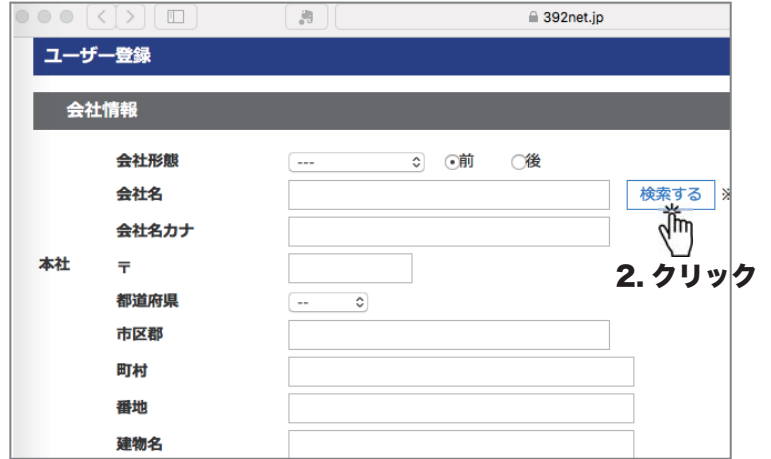 392net.jp
ユーザー登録
会社情報
会社形態 --- 前 後
会社名 検索する ※
会社名カナ
本社 〒
2. クリック
都道府県 --
市区郡
町村
番地
建物名